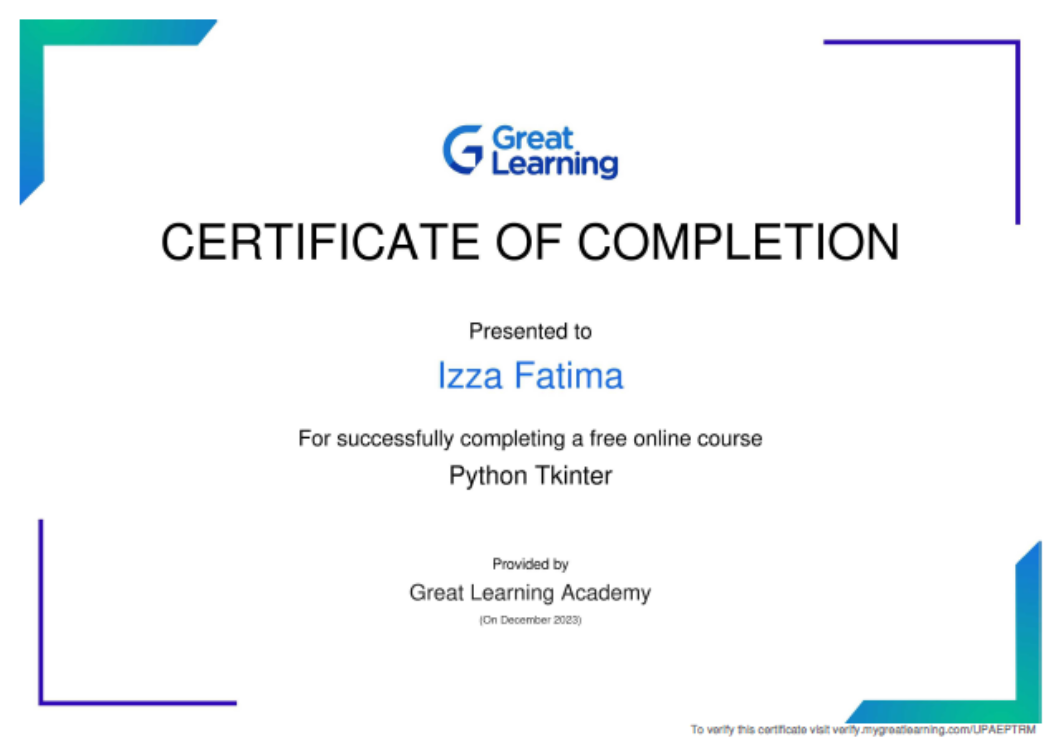 Great
Learning
CERTIFICATE OF COMPLETION
Presented to
Izza Fatima
For successfully completing a free online course
Python Tkinter
Provided by
Great Learning Academy
(On December 2023)
To verify this certificate visit verify.mygreatlearning.com/UPAEPTRM